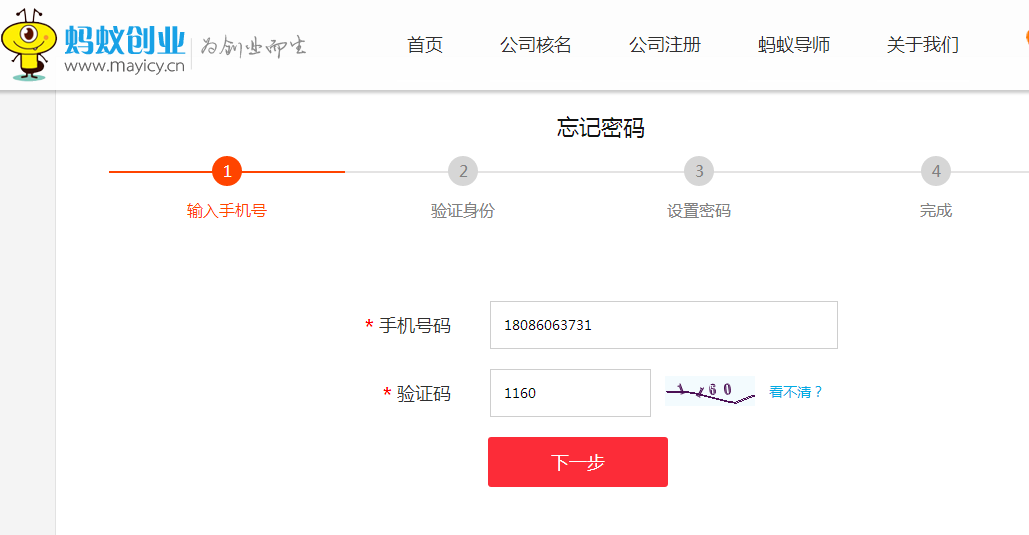 蚂蚁创业
www.mayicy.cn
为创业而生
首页 公司核名 公司注册 蚂蚁导师 关于我们
忘记密码
1 2 3 4
输入手机号 验证身份 设置密码 完成
* 手机号码 18086063731
* 验证码 1160 1160 看不清？
下一步